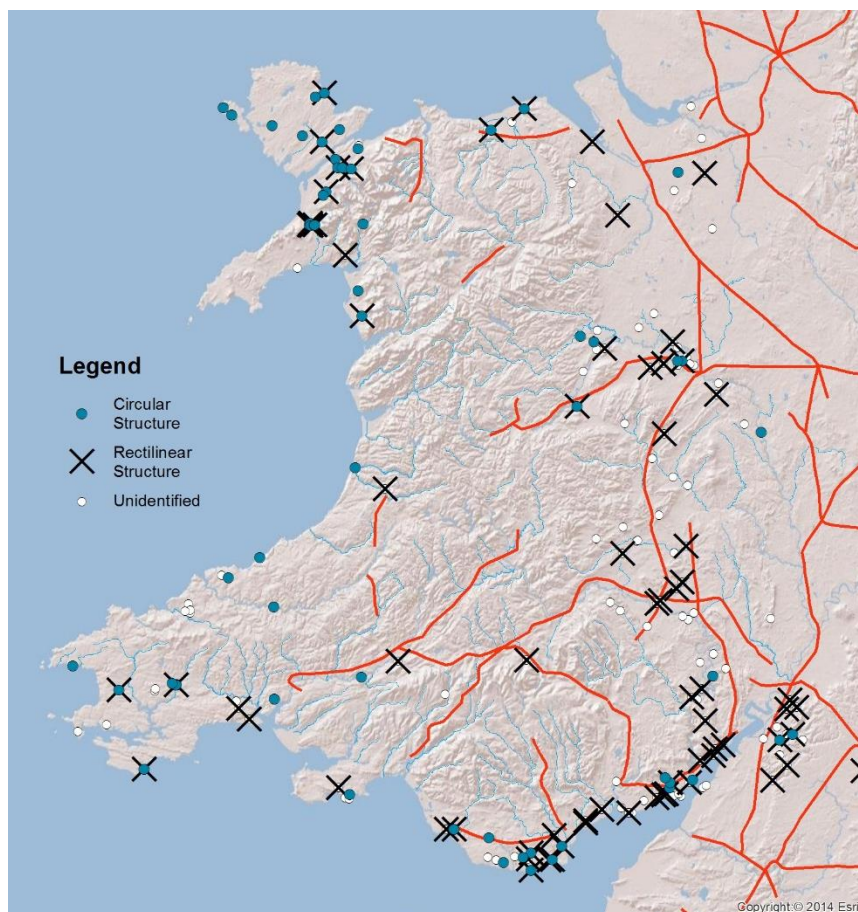 Legend
Circular
Structure
Rectilinear
Structure
Unidentified
Copyright:© 2014 Esri